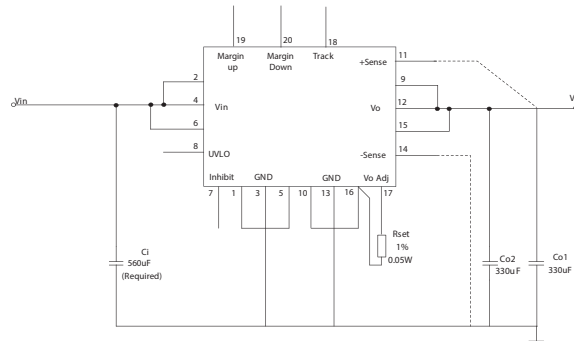 19 20 18
Margin up Margin Down Track
11
+Sense
2
9
Vin
4
Vin
Vo
12
V
6
15
8
UVLO
-Sense
14
Inhibit GND GND Vo Adj
7 1 3 5 10 13 16 17
Rset
1%
0.05W
Ci
560uF
(Required)
Co2
330uF
Co1
330uF